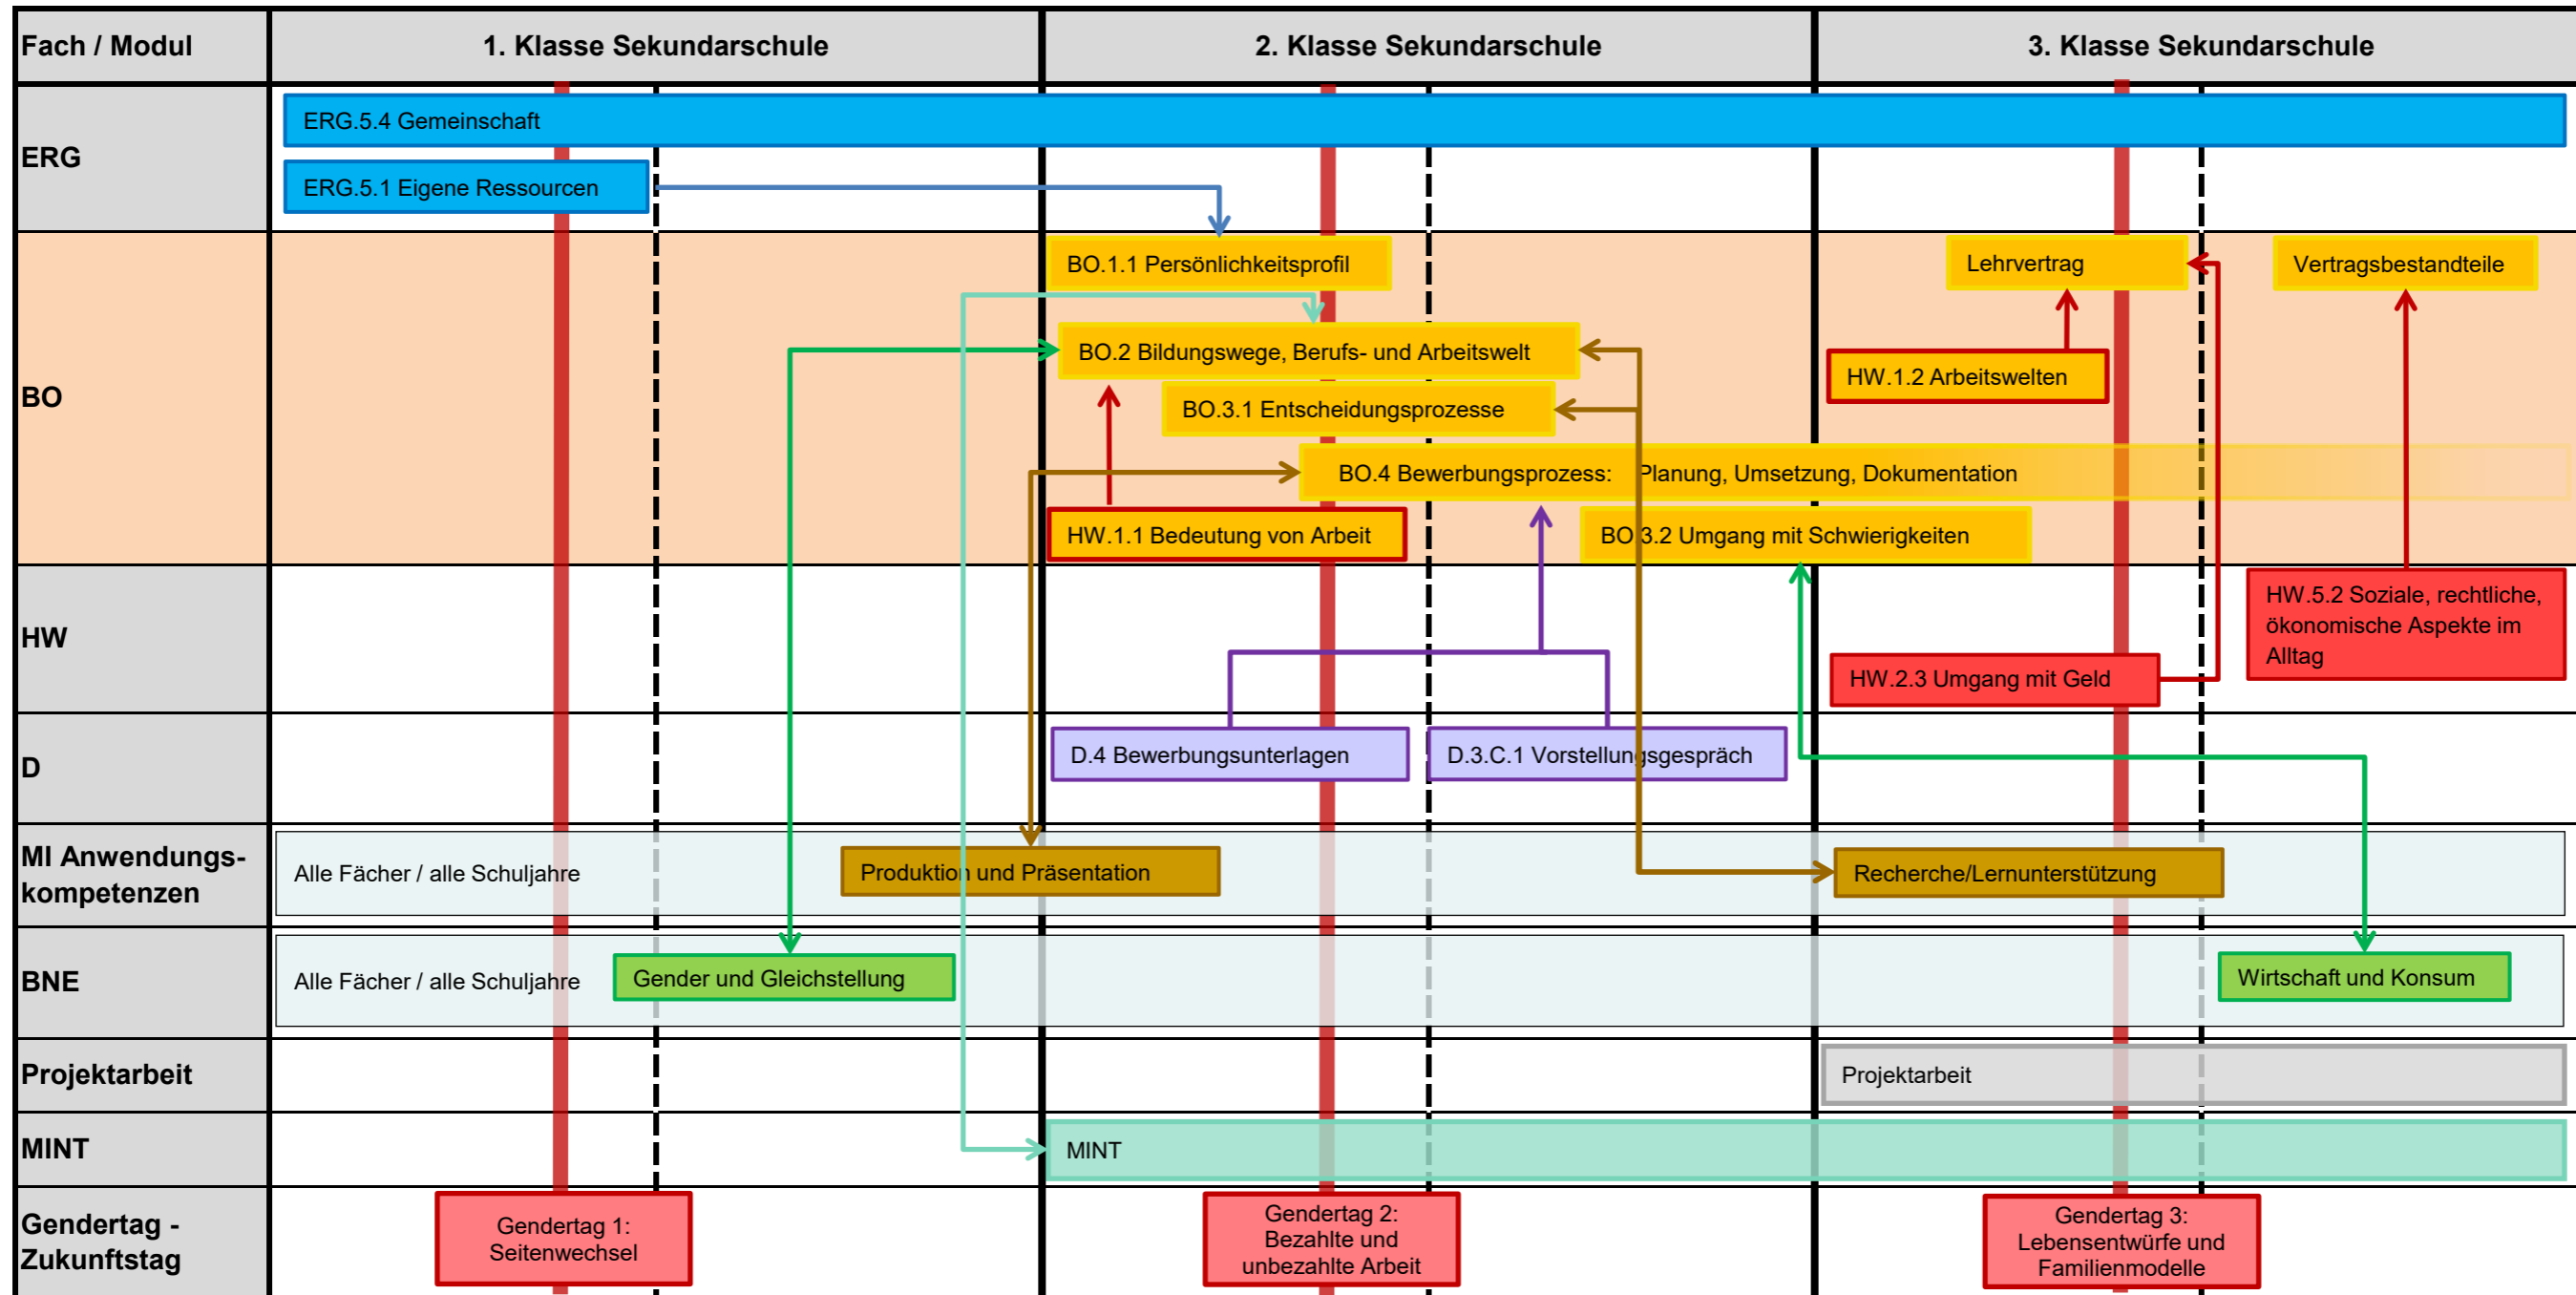 Fach / Modul
1. Klasse Sekundarschule
2. Klasse Sekundarschule
3. Klasse Sekundarschule
ERG
ERG.5.4 Gemeinschaft
ERG.5.1 Eigene Ressourcen
BO
BO.1.1 Persönlichkeitsprofil
Lehrvertrag
Vertragsbestandteile
BO.2 Bildungswege, Berufs- und Arbeitswelt
HW.1.2 Arbeitswelten
BO.3.1 Entscheidungsprozesse
BO.4 Bewerbungsprozess: Planung, Umsetzung, Dokumentation
HW.1.1 Bedeutung von Arbeit
BO.3.2 Umgang mit Schwierigkeiten
HW
HW.5.2 Soziale, rechtliche,
ökonomische Aspekte im
Alltag
HW.2.3 Umgang mit Geld
D
D.4 Bewerbungsunterlagen
D.3.C.1 Vorstellungsgespräch
MI Anwendungs-
kompetenzen
Alle Fächer / alle Schuljahre
Produktion und Präsentation
Recherche/Lernunterstützung
BNE
Alle Fächer / alle Schuljahre
Gender und Gleichstellung
Wirtschaft und Konsum
Projektarbeit
Projektarbeit
MINT
MINT
Gendertag -
Zukunftstag
Gendertag 1:
Seitenwechsel
Gendertag 2:
Bezahlte und
unbezahlte Arbeit
Gendertag 3:
Lebensentwürfe und
Familienmodelle